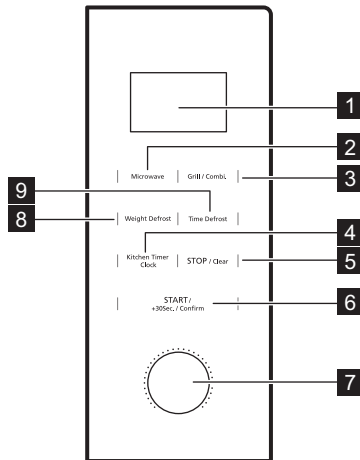 1
2
Microwave
Grill / Combi.
3
9
8
Weight Defrost
Time Defrost
4
Kitchen Timer
Clock
STOP / Clear
5
START /
+30Sec. / Confirm
6
7